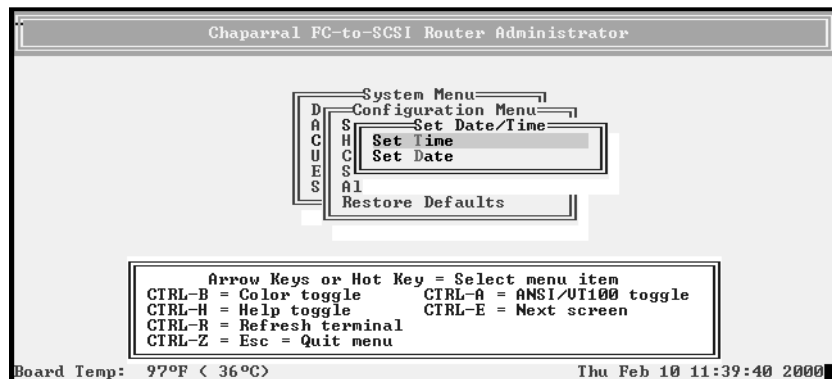 Chaparral FC-to-SCSI Router Administrator
System Menu
D
Configuration Menu
A
S
Set Date/Time
C
H
Set Time
U
C
Set Date
E
S
S
Al
Restore Defaults
Arrow Keys or Hot Key = Select menu item
CTRL-B = Color toggle CTRL-A = ANSI/VT100 toggle
CTRL-H = Help toggle CTRL-E = Next screen
CTRL-R = Refresh terminal
CTRL-Z = Esc = Quit menu
Board Temp: 97ºF ( 36ºC) Thu Feb 10 11:39:40 2000